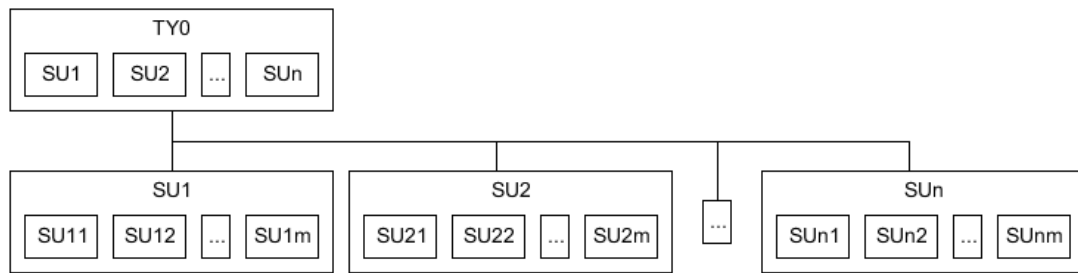 TY0
SU1 SU2 ... SUn
SU1 SU2 SUn
SU11 SU12 ... SU1m SU21 SU22 ... SU2m ... SUn1 SUn2 ... SUnm